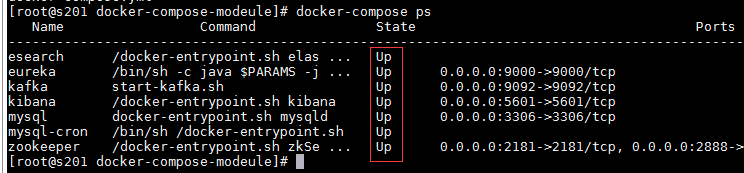 [root@s201 docker-compose-modeule]# docker-compose ps
Name Command State Ports
--------------------------------------------------------------------------------
esearch /docker-entrypoint.sh elas ... Up
eureka /bin/sh -c java $PARAMS -j ... Up 0.0.0.0:9000->9000/tcp
kafka start-kafka.sh Up 0.0.0.0:9092->9092/tcp
kibana /docker-entrypoint.sh kibana Up 0.0.0.0:5601->5601/tcp
mysql docker-entrypoint.sh mysqld Up 0.0.0.0:3306->3306/tcp
mysql-cron /bin/sh /docker-entrypoint.sh Up
zookeeper /docker-entrypoint.sh zkSe ... Up 0.0.0.0:2181->2181/tcp, 0.0.0.0:2888->
[root@s201 docker-compose-modeule]#